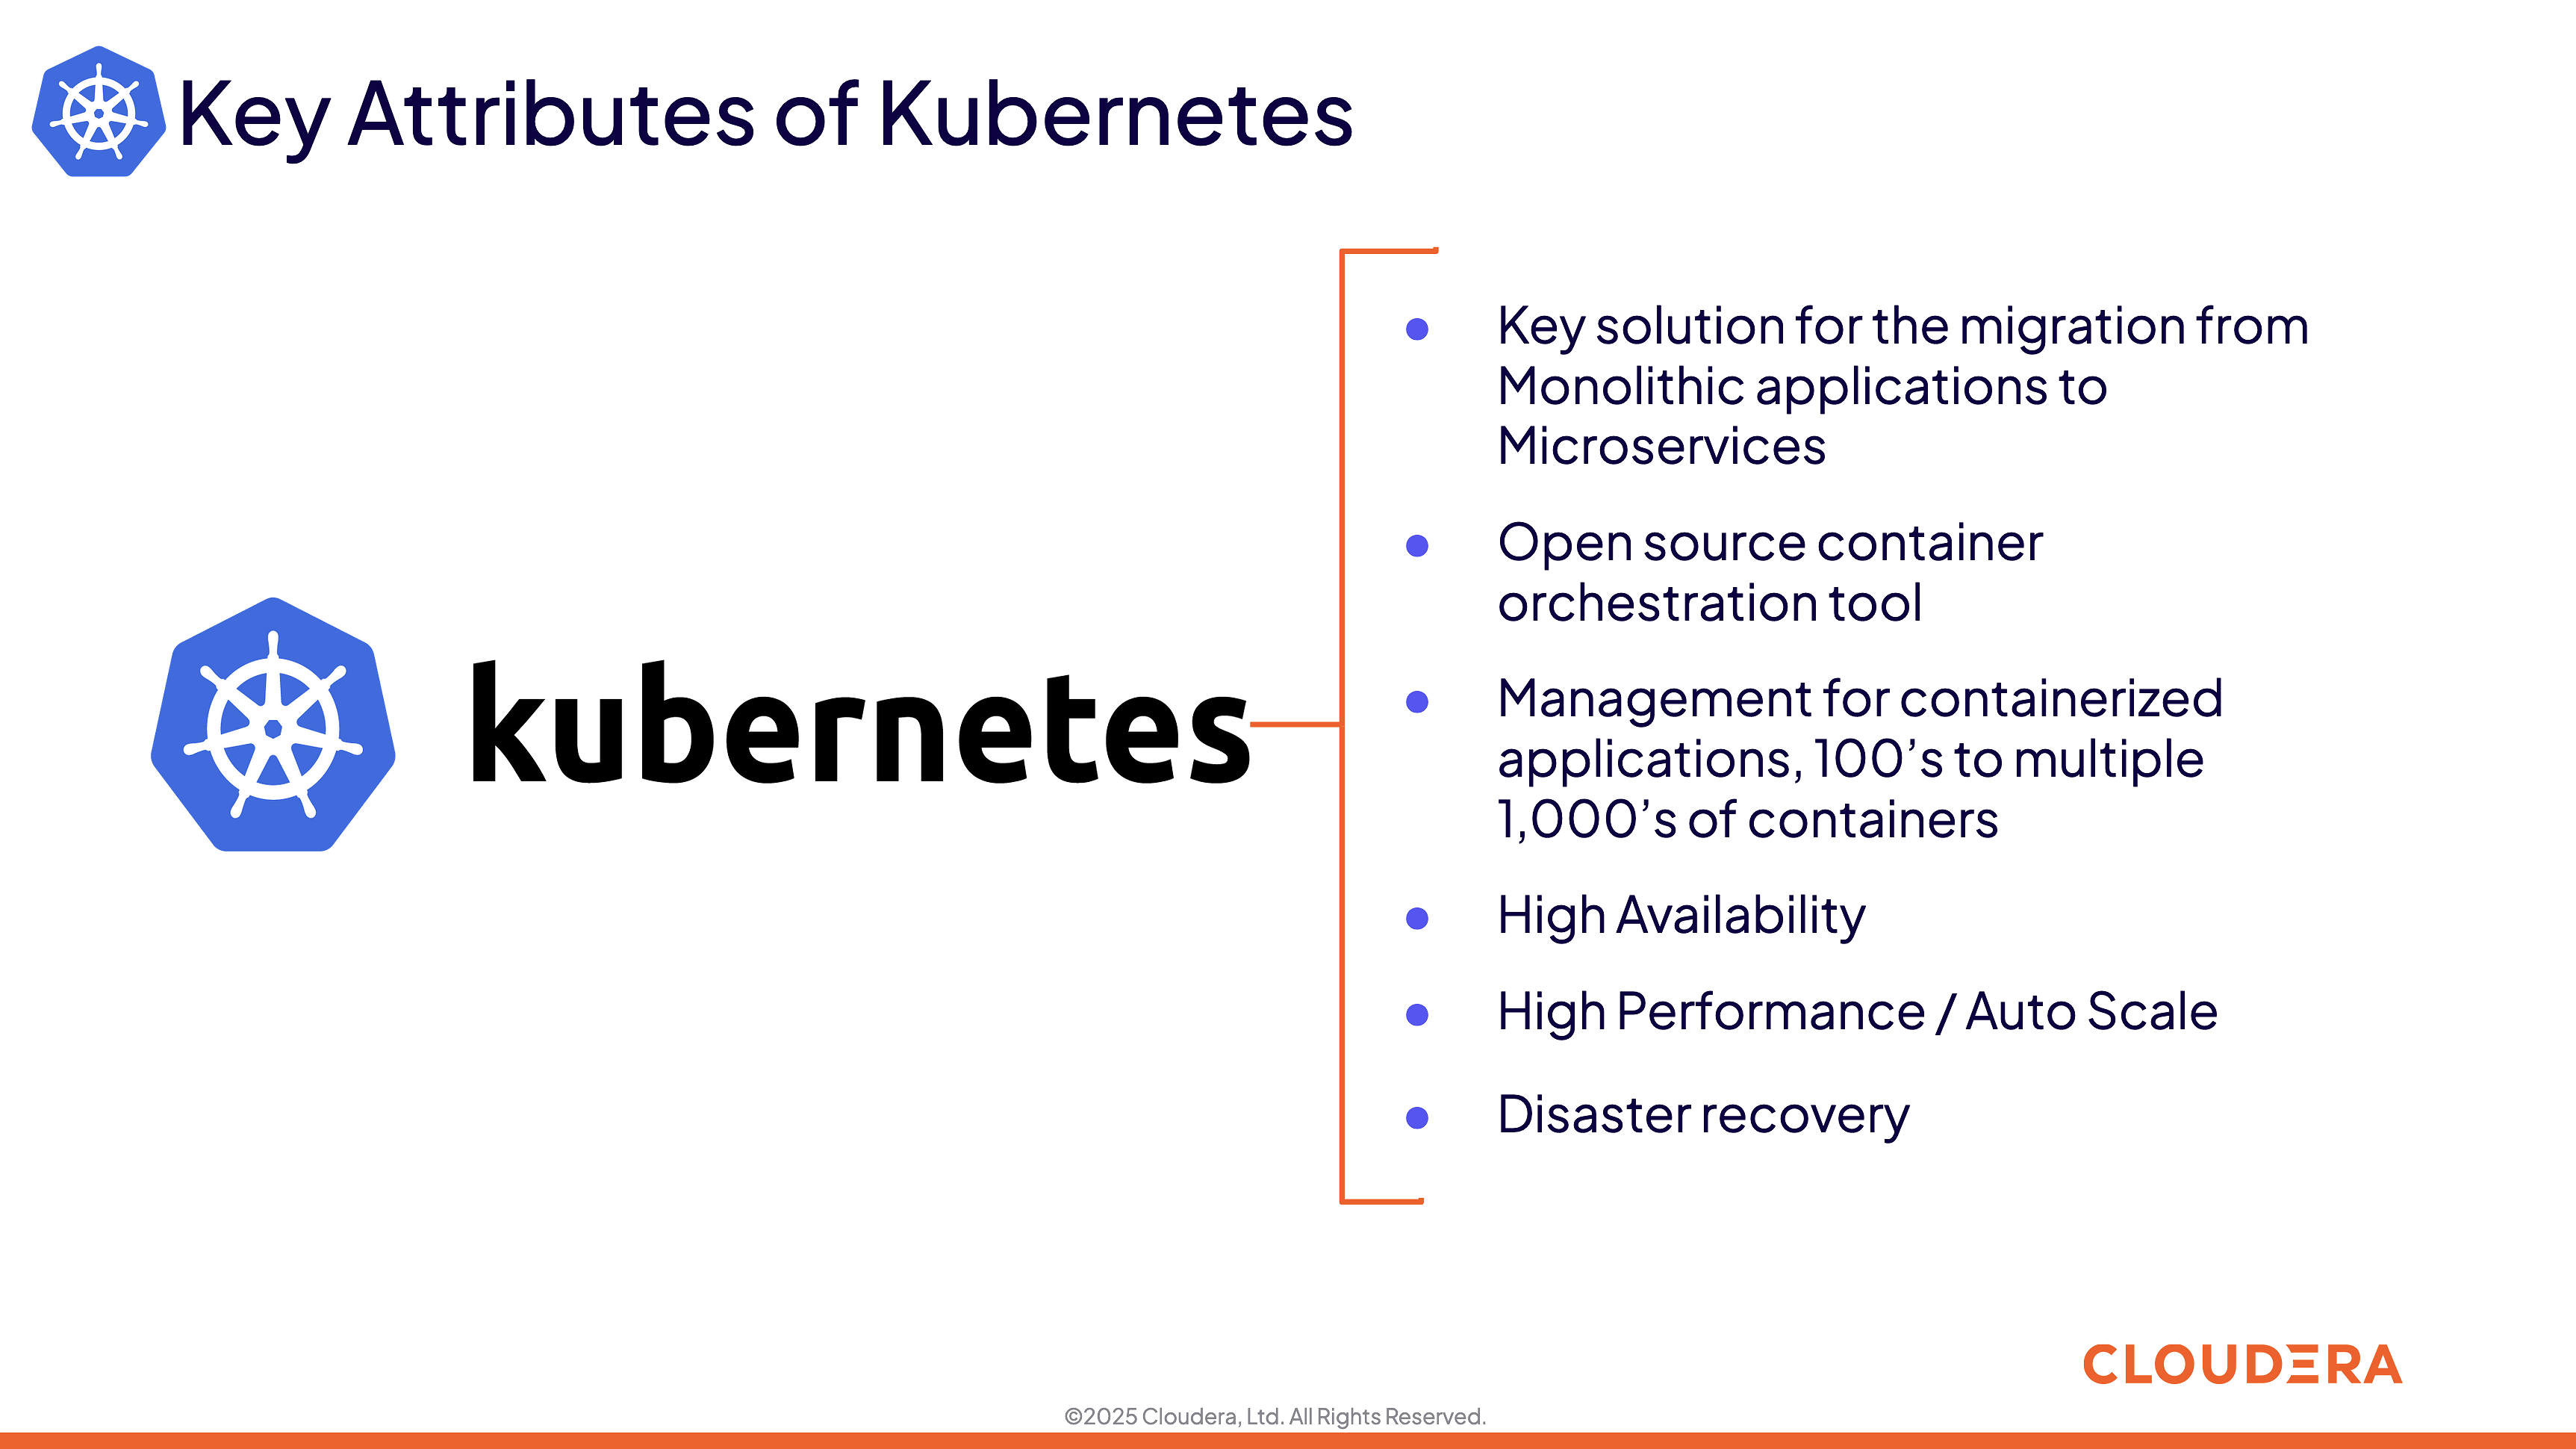 Key Attributes of Kubernetes
kubernetes
Key solution for the migration from
Monolithic applications to
Microservices
Open source container
orchestration tool
Management for containerized
applications, 100’s to multiple
1,000’s of containers
High Availability
High Performance / Auto Scale
Disaster recovery
CLOUDERA
©2025 Cloudera, Ltd. All Rights Reserved.